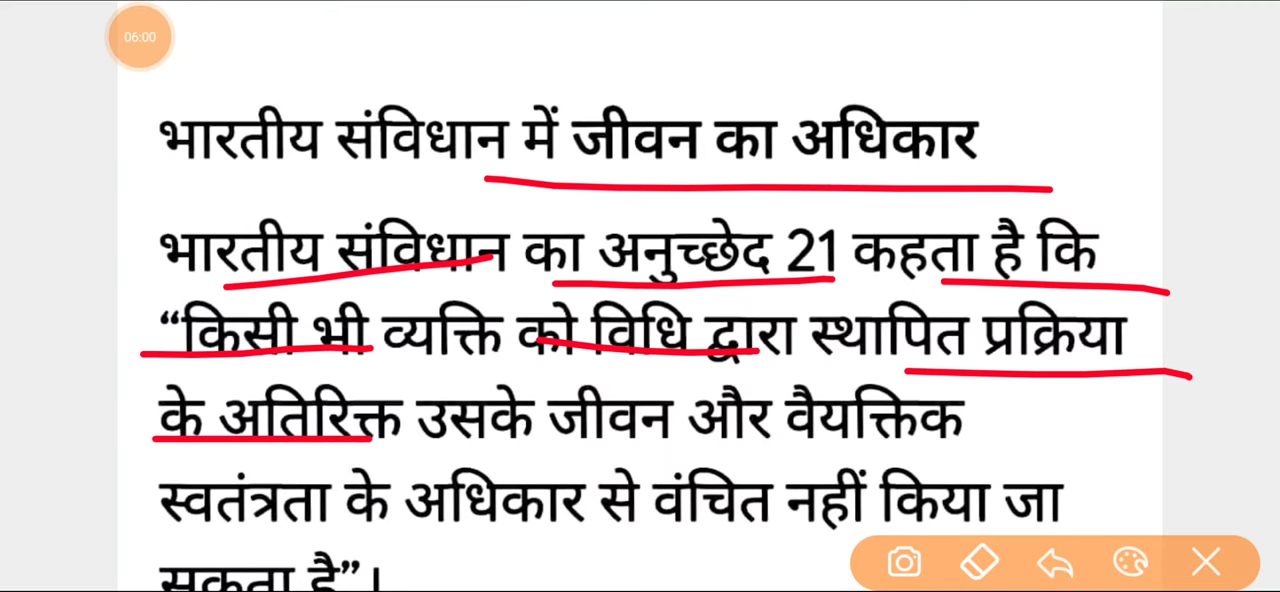 06:00
भारतीय संविधान में जीवन का अधिकार
भारतीय संविधान का अनुच्छेद 21 कहता है कि
“किसी भी व्यक्ति को विधि द्वारा स्थापित प्रक्रिया
के अतिरिक्त उसके जीवन और वैयक्तिक
स्वतंत्रता के अधिकार से वंचित नहीं किया जा
सकता है”।